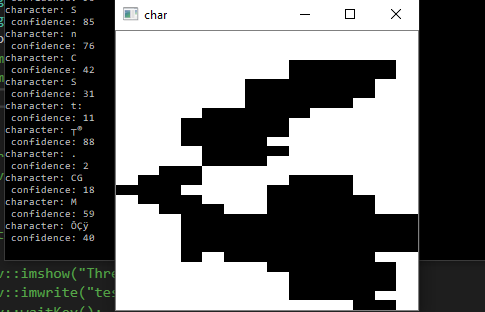 char
character: S
confidence: 85
character: n
confidence: 76
character: C
confidence: 42
character: S
confidence: 31
character: t:
confidence: 11
character: ┬®
confidence: 88
character: .
confidence: 2
character: CG
confidence: 18
character: M
confidence: 59
character: ÔÇÿ
confidence: 40
v::imshow("Thre
v::imwrite("tes
v::waitKey();